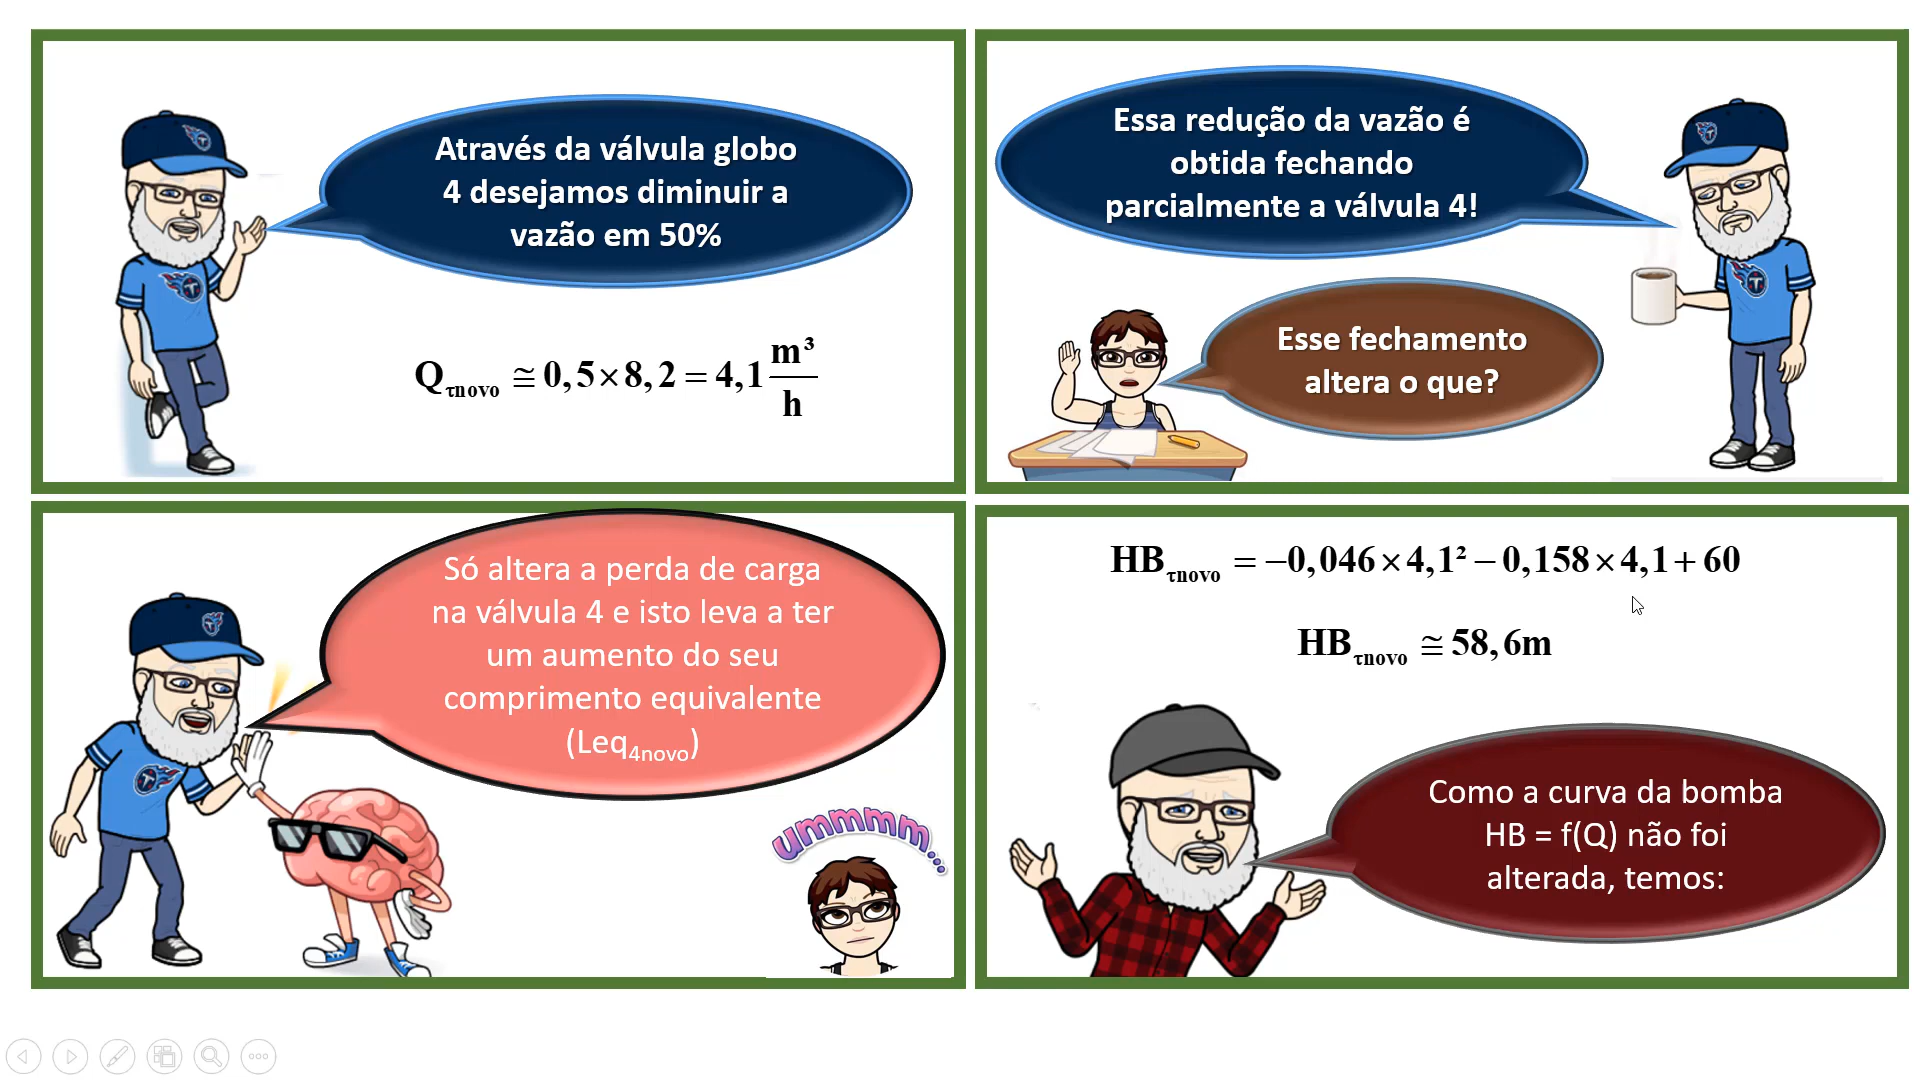 Através da válvula globo
4 desejamos diminuir a
vazão em 50%
Qτnovo ≅ 0,5×8,2 = 4,1 m³/h
Essa redução da vazão é
obtida fechando
parcialmente a válvula 4!
Esse fechamento
altera o que?
Só altera a perda de carga
na válvula 4 e isto leva a ter
um aumento do seu
comprimento equivalente
(Leq4novo)
ummmm...
HBτnovo = −0,046×4,1² − 0,158×4,1+60
HBτnovo ≅ 58,6m
Como a curva da bomba
HB = f(Q) não foi
alterada, temos: